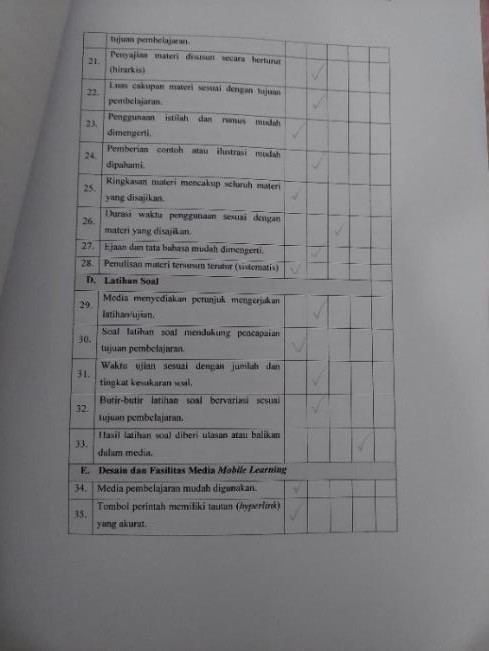 tujuan pembelajaran.
21. Penyajian materi disusun secara berturut
(hirarkis)
22. Luas cakupan materi sesuai dengan tujuan
pembelajaran.
23. Penggunaan istilah dan rumus mudah
dimengerti.
24. Pemberian contoh atau ilustrasi mudah
dipahami.
25. Ringkasan materi mencakup seluruh materi
yang disajikan.
26. Durasi waktu penggunaan sesuai dengan
materi yang disajikan.
27. Ejaan dan tata bahasa mudah dimengerti.
28. Penulisan materi tersusun teratur (sistematis)
D. Latihan Soal
29. Media menyediakan petunjuk mengerjakan
latihan/ujian.
30. Soal latihan soal mendukung pencapaian
tujuan pembelajaran.
31. Waktu ujian sesuai dengan jumlah dan
tingkat kesukaran soal.
32. Butir-butir latihan soal bervariasi sesuai
tujuan pembelajaran.
33. Hasil latihan soal diberi ulasan atau balikan
dalam media.
E. Desain dan Fasilitas Media Mobile Learning
34. Media pembelajaran mudah digunakan.
35. Tombol perintah memiliki tautan (hyperlink)
yang akurat.